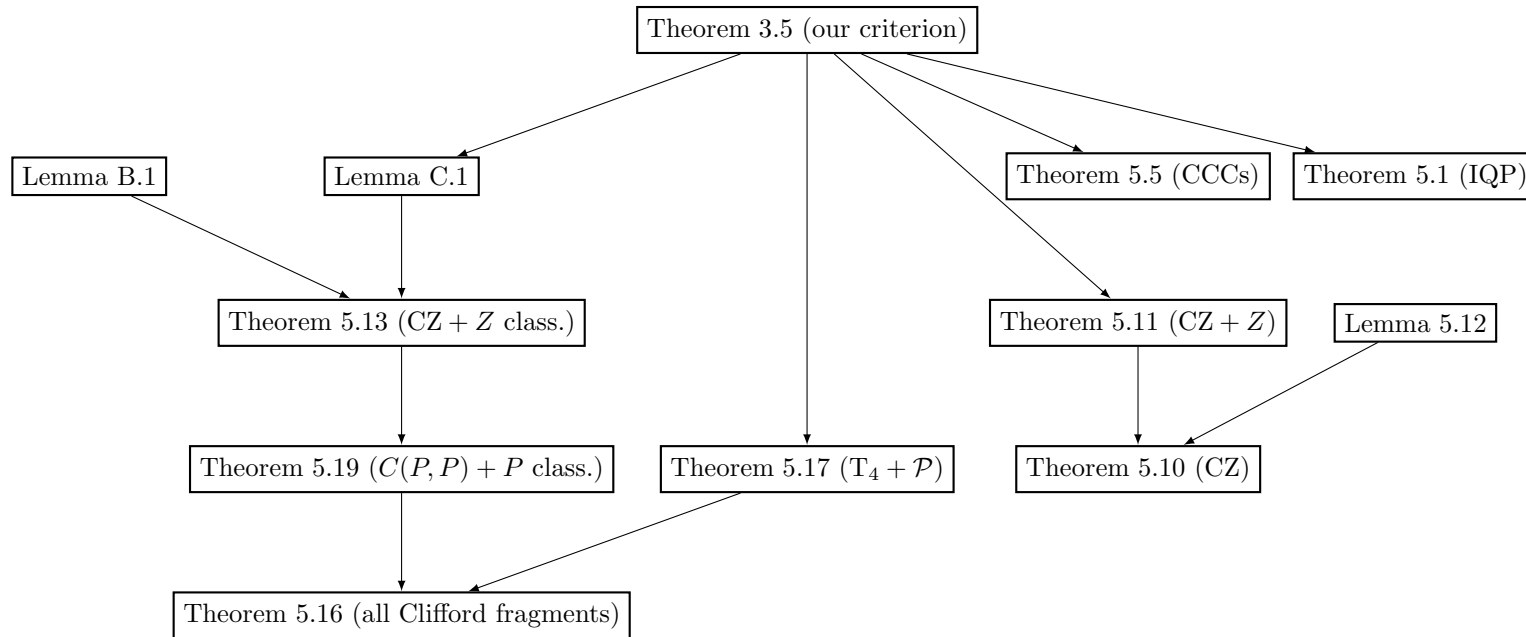 Theorem 3.5 (our criterion)
Lemma B.1
Lemma C.1
Theorem 5.5 (CCCs)
Theorem 5.1 (IQP)
Theorem 5.13 (CZ + Z class.)
Theorem 5.11 (CZ + Z)
Lemma 5.12
Theorem 5.19 (C(P, P) + P class.)
Theorem 5.17 (T₄ + 𝒫)
Theorem 5.10 (CZ)
Theorem 5.16 (all Clifford fragments)